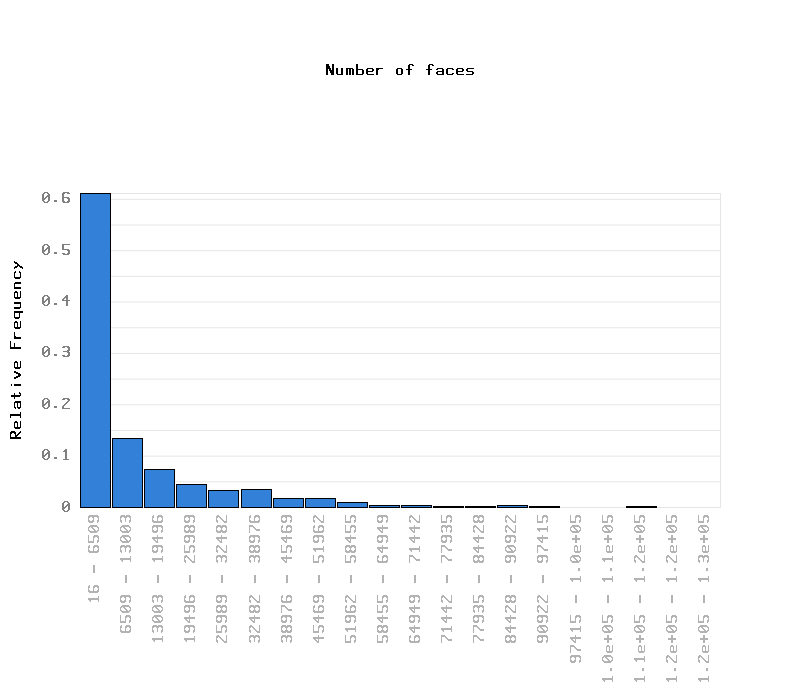 Number of faces
Relative Frequency
0.6
0.5
0.4
0.3
0.2
0.1
0
16 - 6509
6509 - 13003
13003 - 19496
19496 - 25989
25989 - 32482
32482 - 38976
38976 - 45469
45469 - 51962
51962 - 58455
58455 - 64949
64949 - 71442
71442 - 77935
77935 - 84428
84428 - 90922
90922 - 97415
97415 - 1.0e+05
1.0e+05 - 1.1e+05
1.1e+05 - 1.2e+05
1.2e+05 - 1.2e+05
1.2e+05 - 1.3e+05